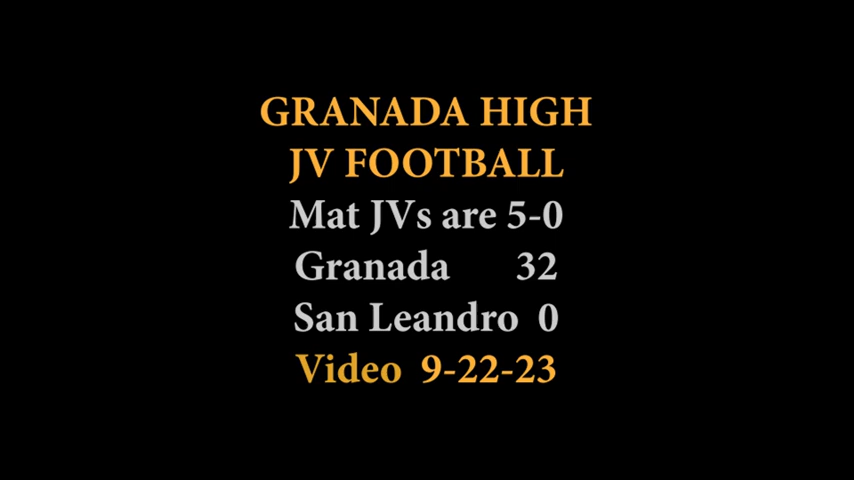 GRANADA HIGH
JV FOOTBALL
Mat JVs are 5-0
Granada 32
San Leandro 0
Video 9-22-23